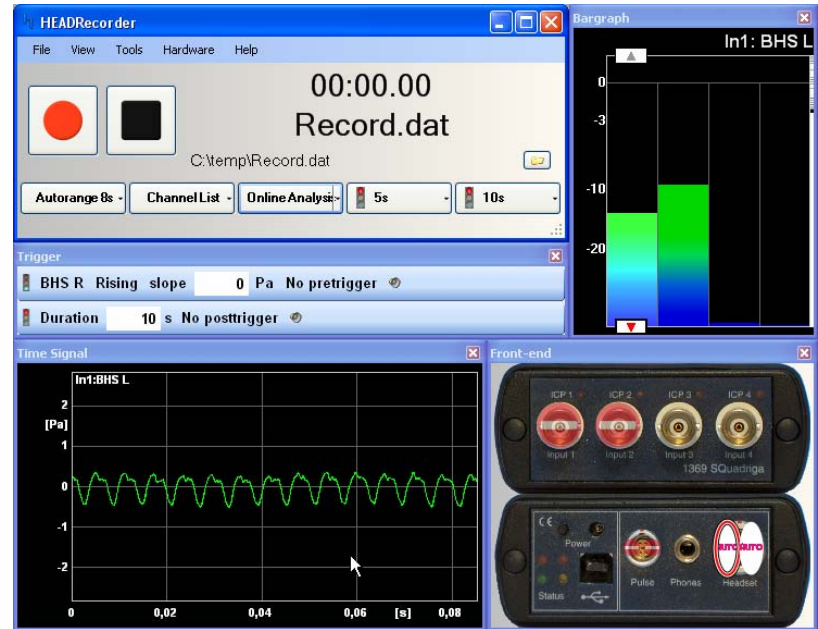 HEADRecorder
File View Tools Hardware Help
00:00.00
Record.dat
C:\temp\Record.dat
Autorange 8s Channel List Online Analysis 5s 10s
Bargraph
In1: BHS L
0
-3
-10
-20
Trigger
BHS R Rising slope 0 Pa No pretrigger
Duration 10 s No posttrigger
Time Signal
In1:BHS L
2
[Pa]
1
0
-1
-2
0 0,02 0,04 0,06 [s] 0,08
Front-end
ICP 1 ICP 2 ICP 3 ICP 4
Input 1 Input 2 Input 3 Input 4
1369 SQuadriga
CE
Power
AUTO AUTO
Status Pulse Phones Headset